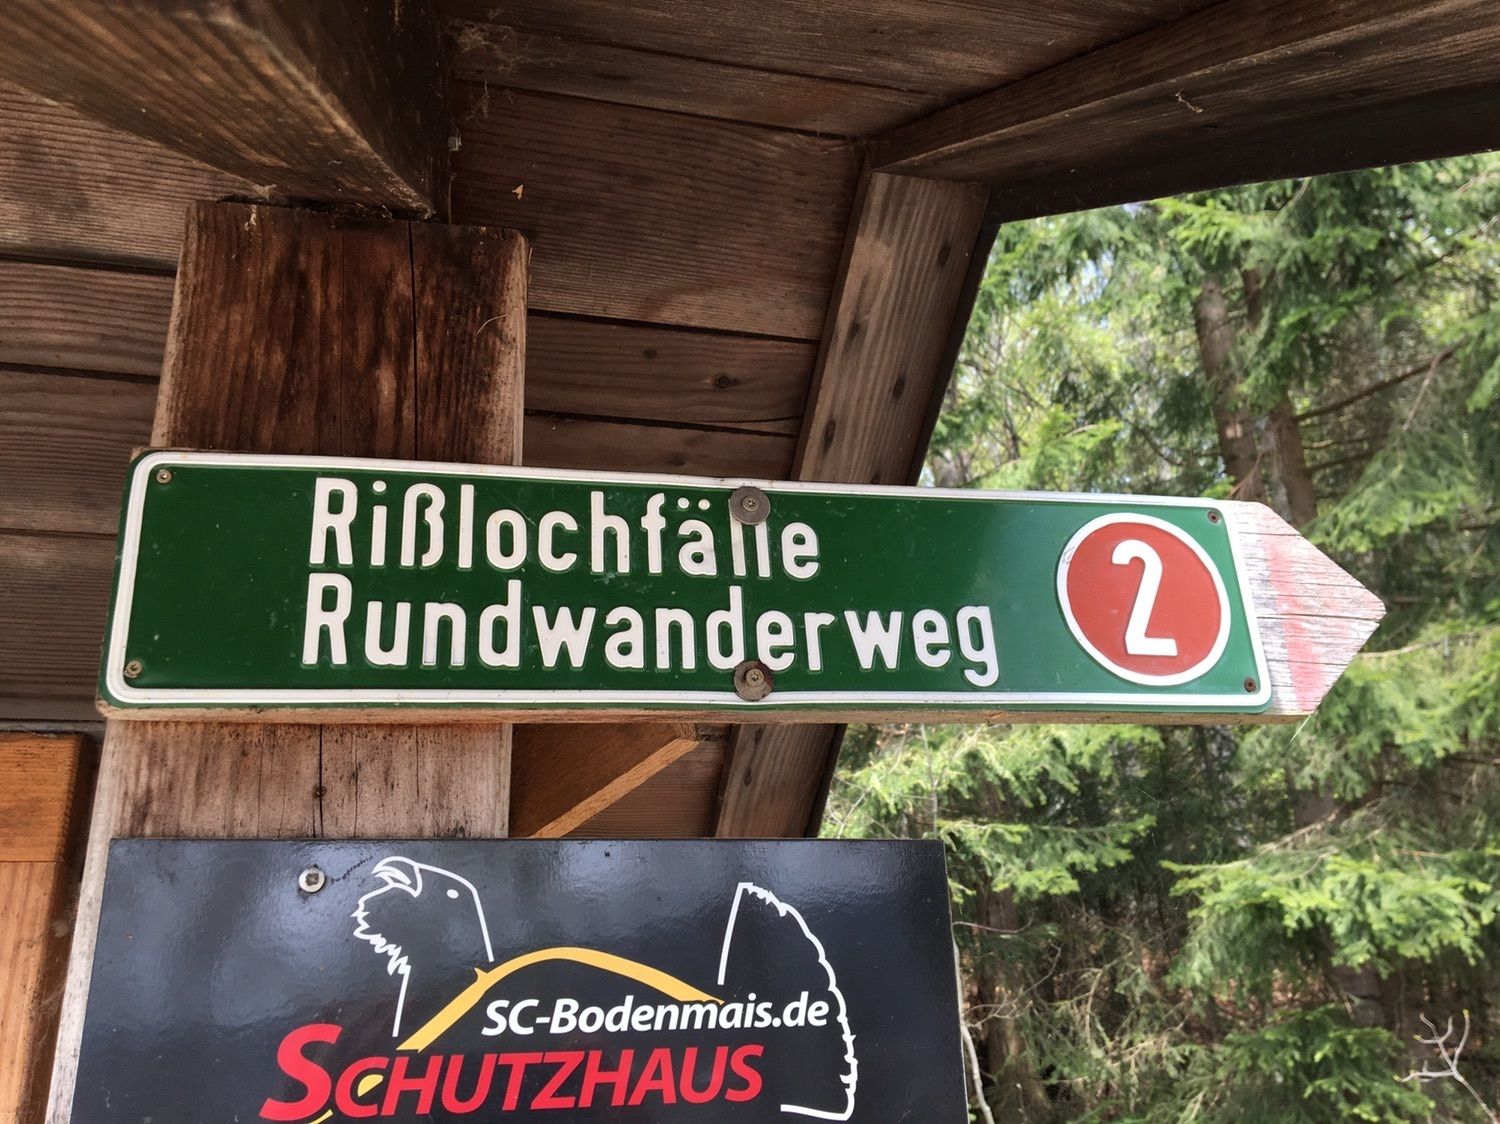 Rißlochfälle
Rundwanderweg
2
SC-Bodenmais.de
SCHUTZHAUS